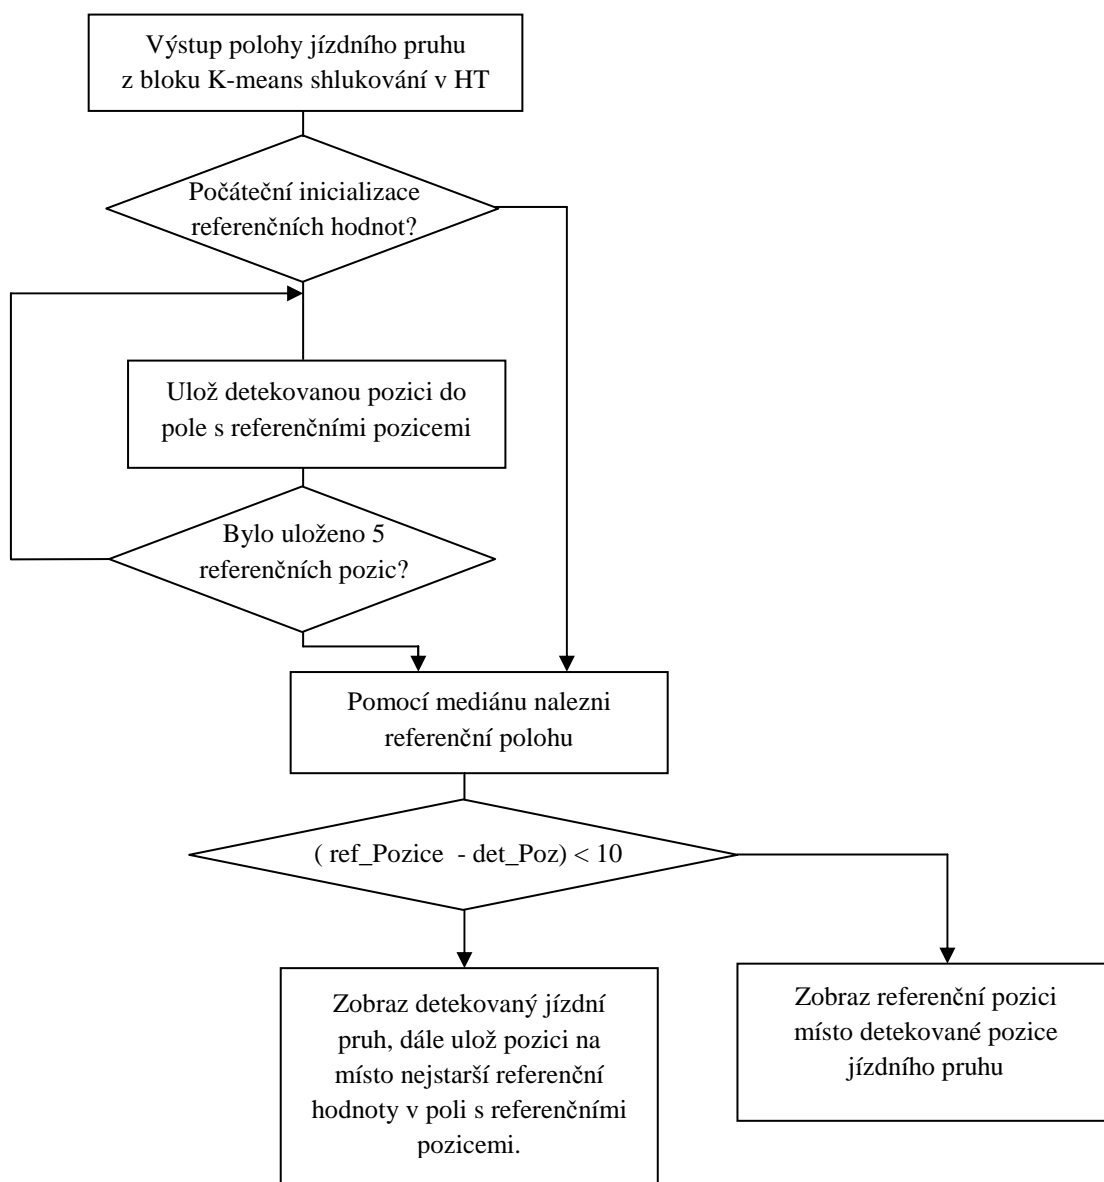 Výstup polohy jízdního pruhu
z bloku K-means shlukování v HT
Počáteční inicializace
referenčních hodnot?
Ulož detekovanou pozici do
pole s referenčními pozicemi
Bylo uloženo 5
referenčních pozic?
Pomocí mediánu nalezni
referenční polohu
( ref_Pozice - det_Poz) < 10
Zobraz detekovaný jízdní
pruh, dále ulož pozici na
místo nejstarší referenční
hodnoty v poli s referenčními
pozicemi.
Zobraz referenční pozici
místo detekované pozice
jízdního pruhu